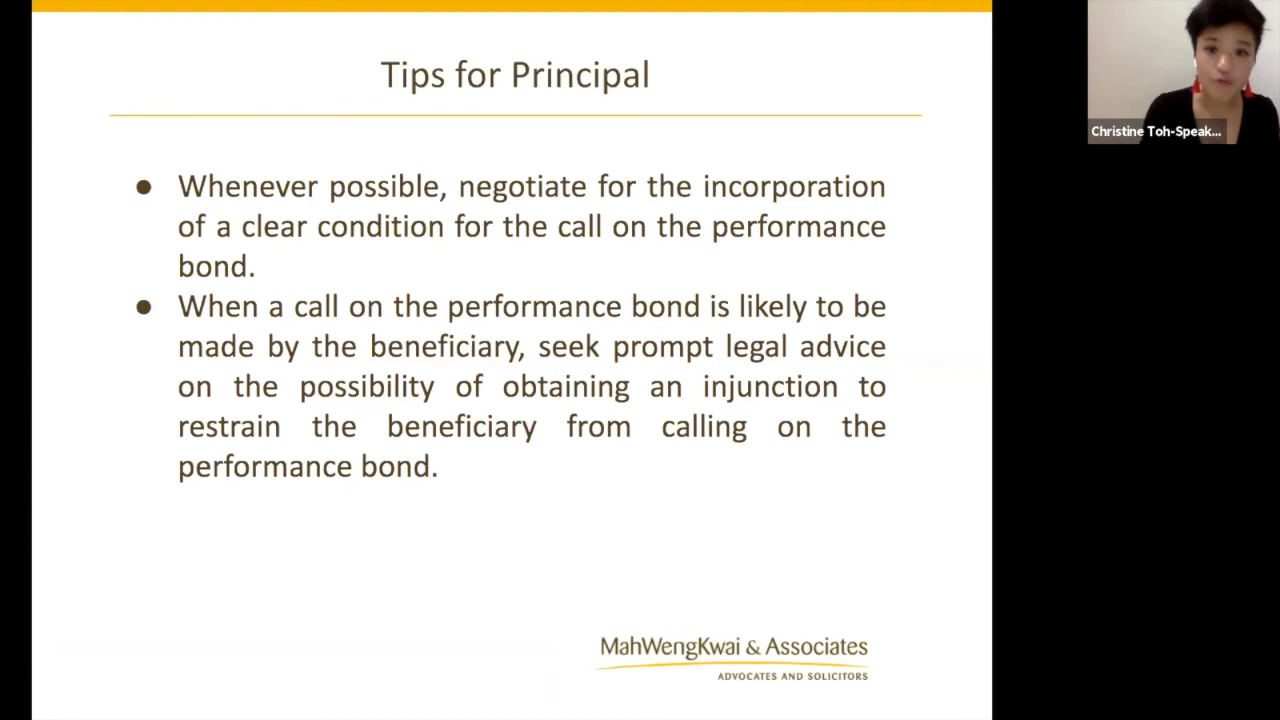 Tips for Principal
● Whenever possible, negotiate for the incorporation
of a clear condition for the call on the performance
bond.
● When a call on the performance bond is likely to be
made by the beneficiary, seek prompt legal advice
on the possibility of obtaining an injunction to
restrain the beneficiary from calling on the
performance bond.
MahWengKwai & Associates
ADVOCATES AND SOLICITORS
Christine Toh-Speak...